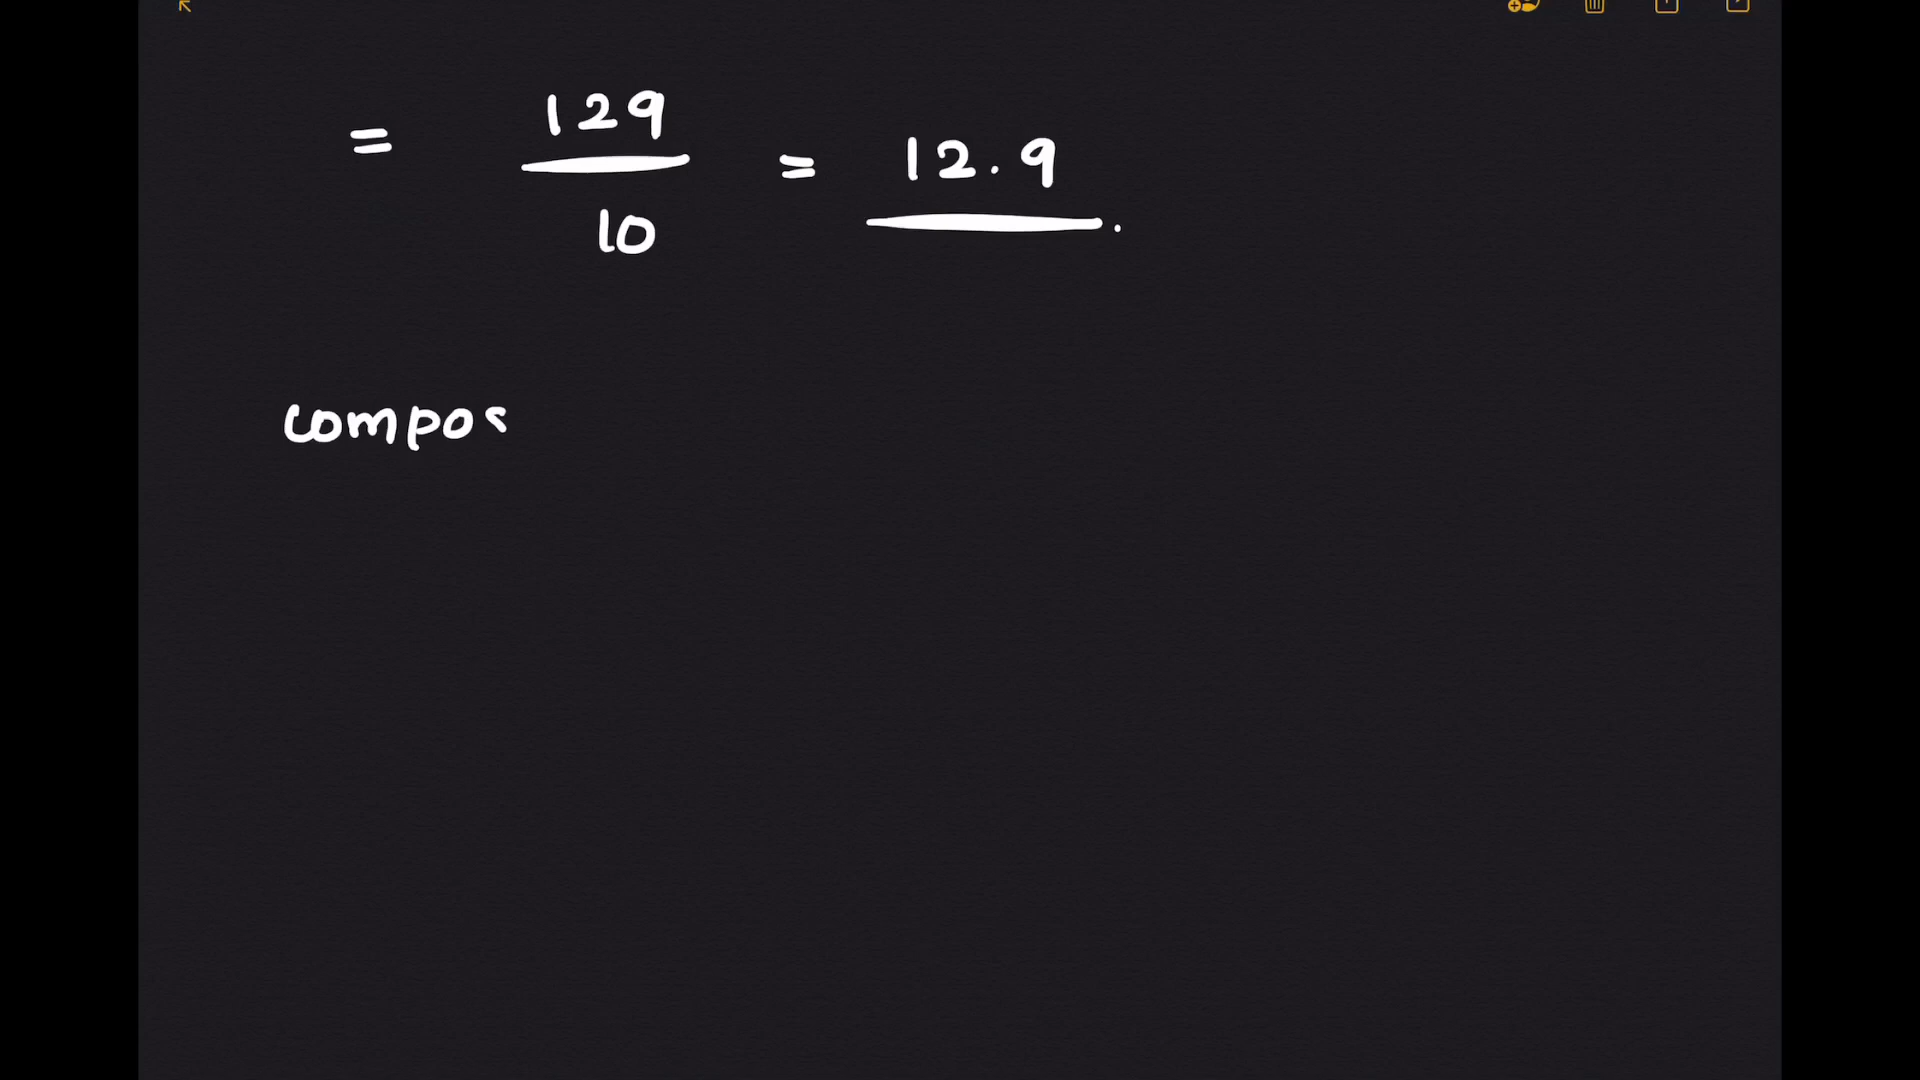 = 129/10 = 12.9.
compos